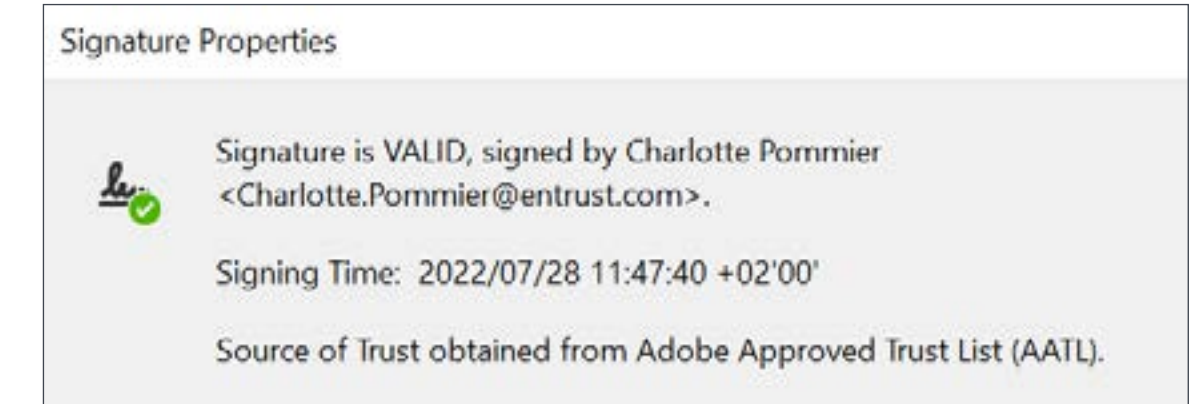 Signature Properties
Signature is VALID, signed by Charlotte Pommier
<Charlotte.Pommier@entrust.com>.
Signing Time: 2022/07/28 11:47:40 +02'00'
Source of Trust obtained from Adobe Approved Trust List (AATL).